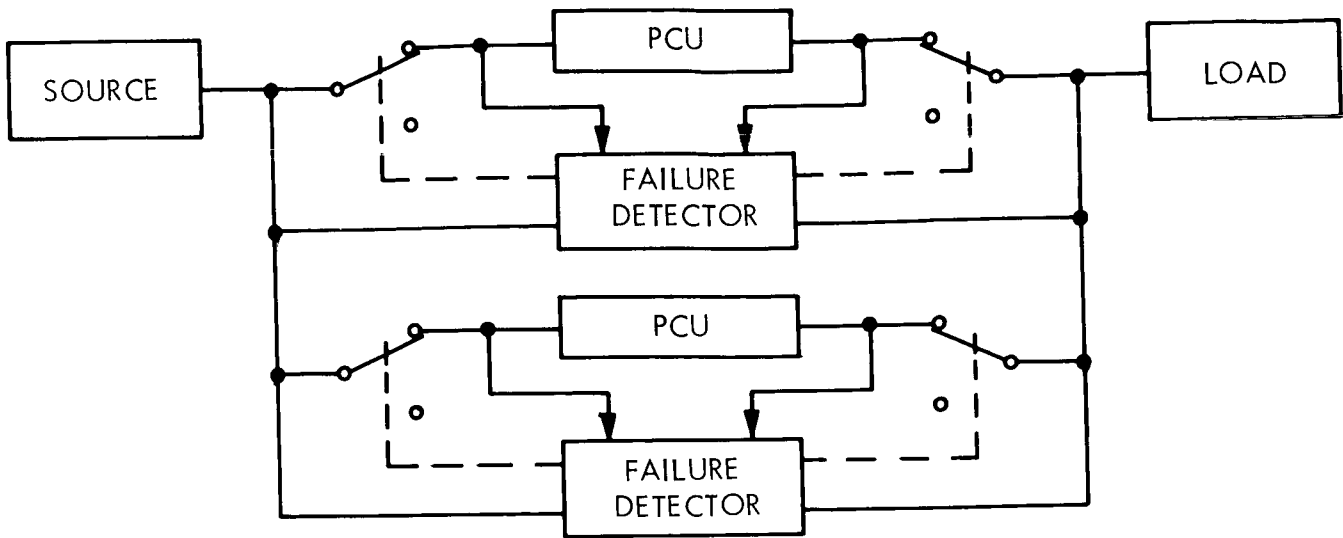 SOURCE
PCU
LOAD
FAILURE
DETECTOR
PCU
FAILURE
DETECTOR